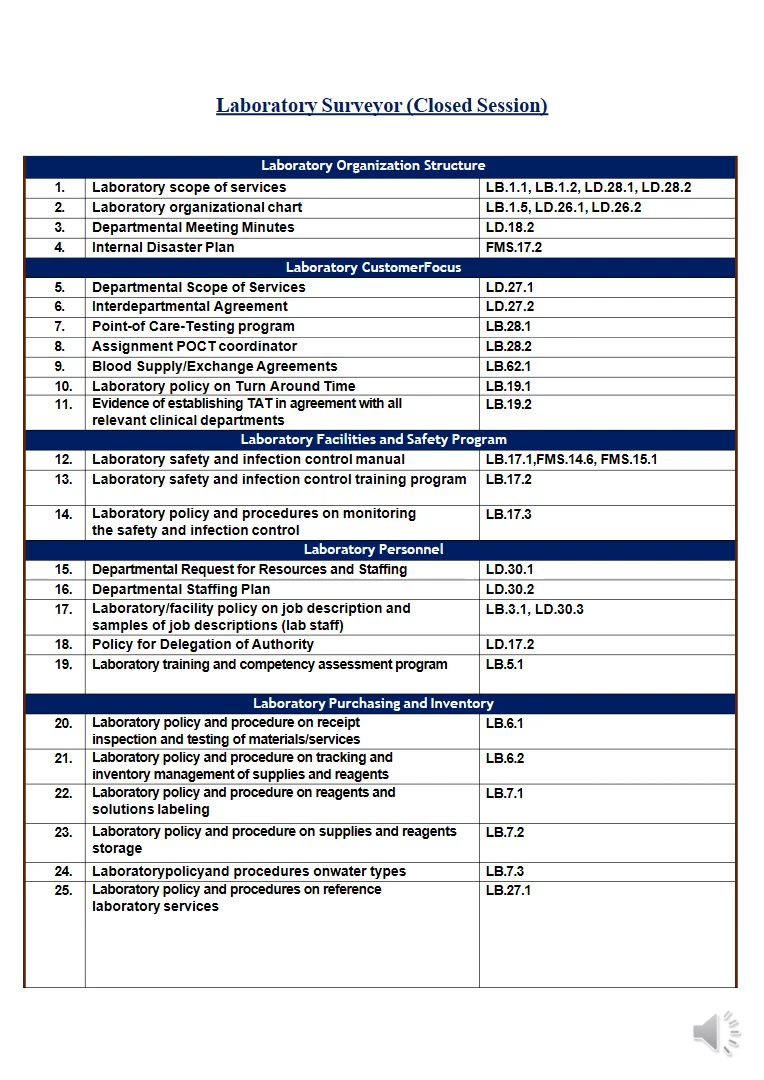 Laboratory Surveyor (Closed Session)
Laboratory Organization Structure
1. Laboratory scope of services LB.1.1, LB.1.2, LD.28.1, LD.28.2
2. Laboratory organizational chart LB.1.5, LD.26.1, LD.26.2
3. Departmental Meeting Minutes LD.18.2
4. Internal Disaster Plan FMS.17.2
Laboratory CustomerFocus
5. Departmental Scope of Services LD.27.1
6. Interdepartmental Agreement LD.27.2
7. Point-of Care-Testing program LB.28.1
8. Assignment POCT coordinator LB.28.2
9. Blood Supply/Exchange Agreements LB.62.1
10. Laboratory policy on Turn Around Time LB.19.1
11. Evidence of establishing TAT in agreement with all LB.19.2
relevant clinical departments
Laboratory Facilities and Safety Program
12. Laboratory safety and infection control manual LB.17.1,FMS.14.6, FMS.15.1
13. Laboratory safety and infection control training program LB.17.2
14. Laboratory policy and procedures on monitoring LB.17.3
the safety and infection control
Laboratory Personnel
15. Departmental Request for Resources and Staffing LD.30.1
16. Departmental Staffing Plan LD.30.2
17. Laboratory/facility policy on job description and LB.3.1, LD.30.3
samples of job descriptions (lab staff)
18. Policy for Delegation of Authority LD.17.2
19. Laboratory training and competency assessment program LB.5.1
Laboratory Purchasing and Inventory
20. Laboratory policy and procedure on receipt LB.6.1
inspection and testing of materials/services
21. Laboratory policy and procedure on tracking and LB.6.2
inventory management of supplies and reagents
22. Laboratory policy and procedure on reagents and LB.7.1
solutions labeling
23. Laboratory policy and procedure on supplies and reagents LB.7.2
storage
24. Laboratorypolicyand procedures onwater types LB.7.3
25. Laboratory policy and procedures on reference LB.27.1
laboratory services